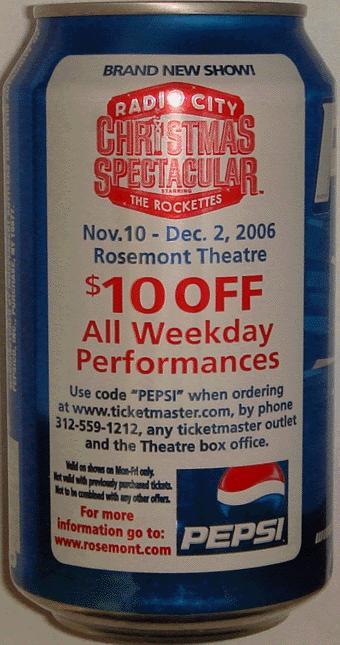 BRAND NEW SHOW!
RADIO CITY
CHRISTMAS
SPECTACULAR
STARRING
THE ROCKETTES
Nov.10 - Dec. 2, 2006
Rosemont Theatre
$10 OFF
All Weekday
Performances
Use code "PEPSI" when ordering
at www.ticketmaster.com, by phone
312-559-1212, any ticketmaster outlet
and the Theatre box office.
Valid on shows on Mon-Fri only.
Not valid with previously purchased tickets.
Not to be combined with any other offers.
For more
information go to:
www.rosemont.com
PEPSI